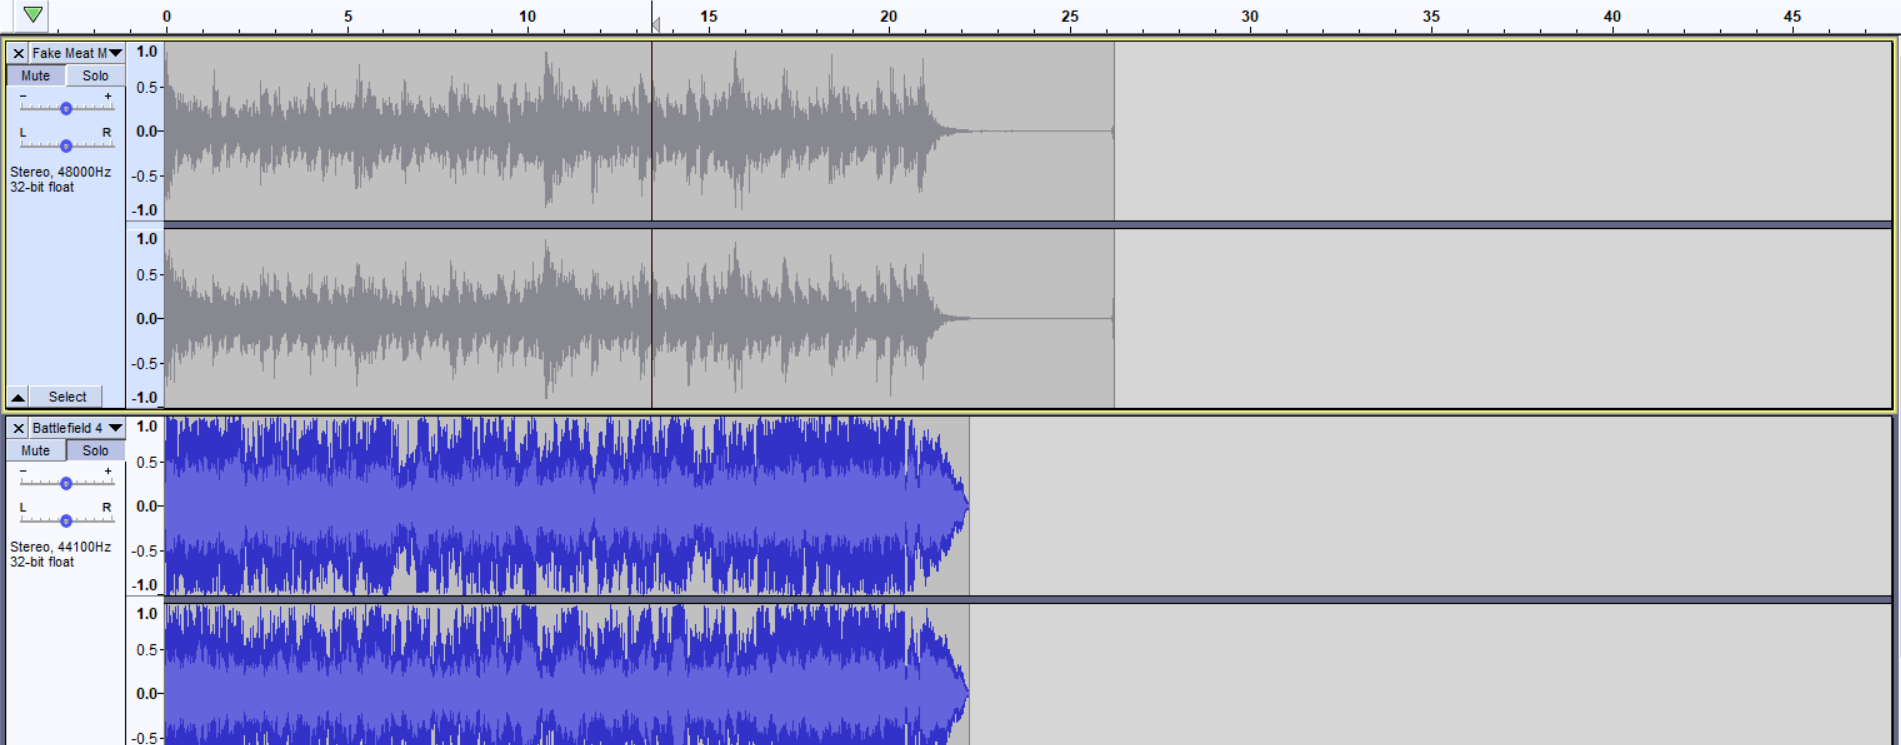 0 5 10 15 20 25 30 35 40 45
Fake Meat M
Mute Solo
- +
L R
Stereo, 48000Hz
32-bit float
Select
1.0
0.5
0.0
-0.5
-1.0
1.0
0.5
0.0
-0.5
-1.0
Battlefield 4
Mute Solo
- +
L R
Stereo, 44100Hz
32-bit float
1.0
0.5
0.0
-0.5
-1.0
1.0
0.5
0.0
-0.5